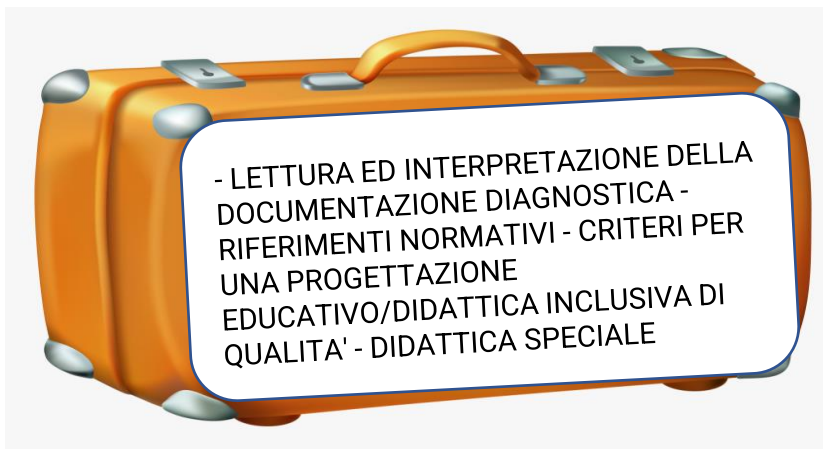 - LETTURA ED INTERPRETAZIONE DELLA
DOCUMENTAZIONE DIAGNOSTICA -
RIFERIMENTI NORMATIVI - CRITERI PER
UNA PROGETTAZIONE
EDUCATIVO/DIDATTICA INCLUSIVA DI
QUALITA' - DIDATTICA SPECIALE